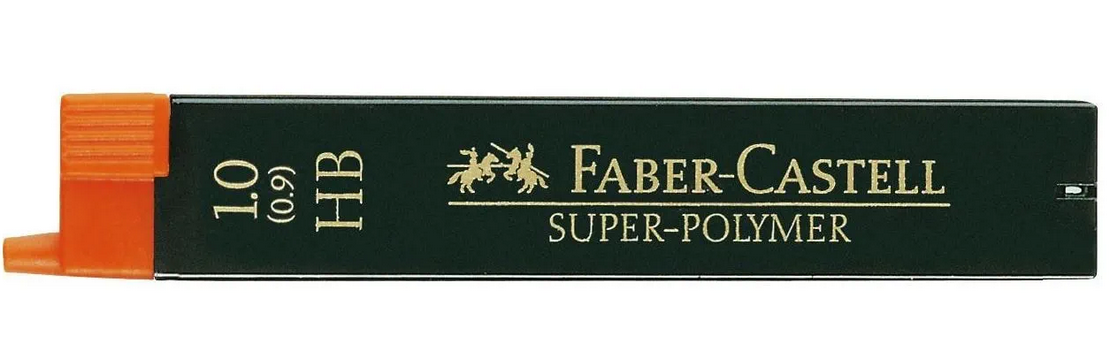 1.0
(0.9)
HB
FABER-CASTELL
SUPER-POLYMER